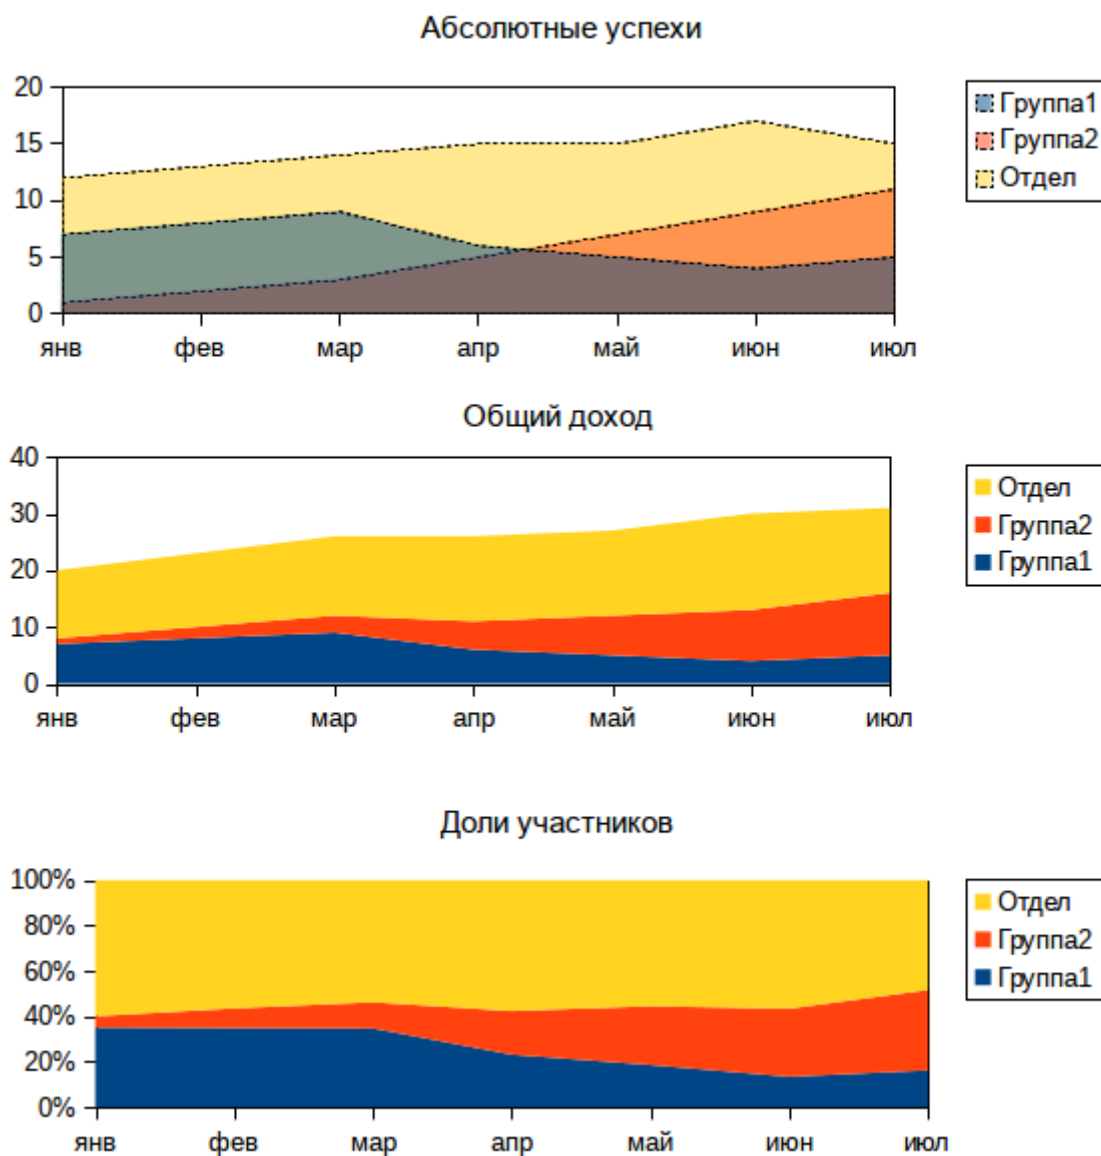 Абсолютные успехи
20
15
10
5
0
янв фев мар апр май июн июл
Группа1
Группа2
Отдел
Общий доход
40
30
20
10
0
янв фев мар апр май июн июл
Отдел
Группа2
Группа1
Доли участников
100%
80%
60%
40%
20%
0%
янв фев мар апр май июн июл
Отдел
Группа2
Группа1